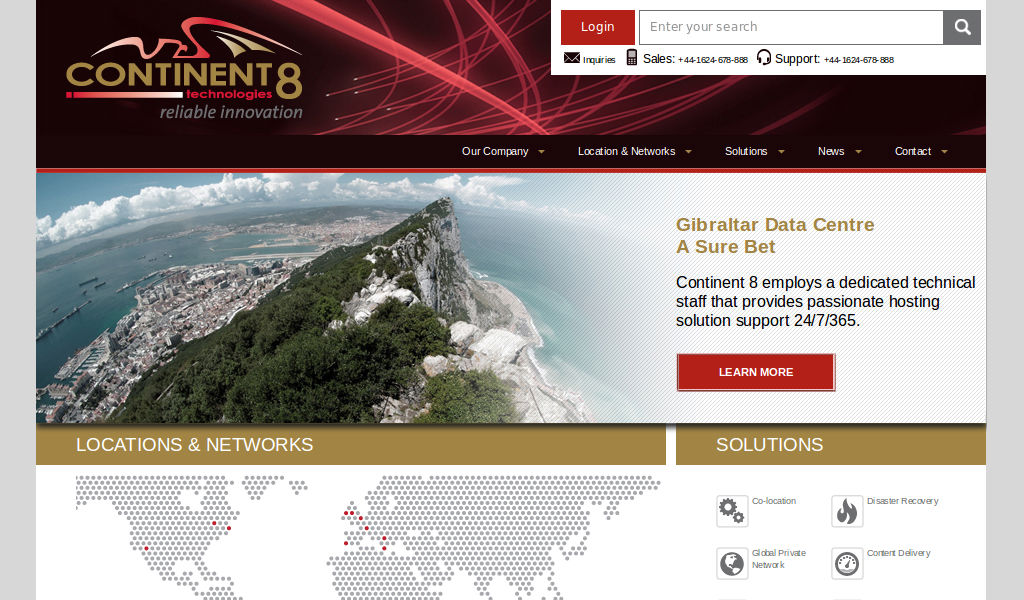 CONTINENT 8
technologies
reliable innovation
Login
Enter your search
Inquiries
Sales: +44-1624-678-888
Support: +44-1624-678-888
Our Company
Location & Networks
Solutions
News
Contact
Gibraltar Data Centre
A Sure Bet
Continent 8 employs a dedicated technical
staff that provides passionate hosting
solution support 24/7/365.
LEARN MORE
LOCATIONS & NETWORKS
SOLUTIONS
Co-location
Disaster Recovery
Global Private
Network
Content Delivery